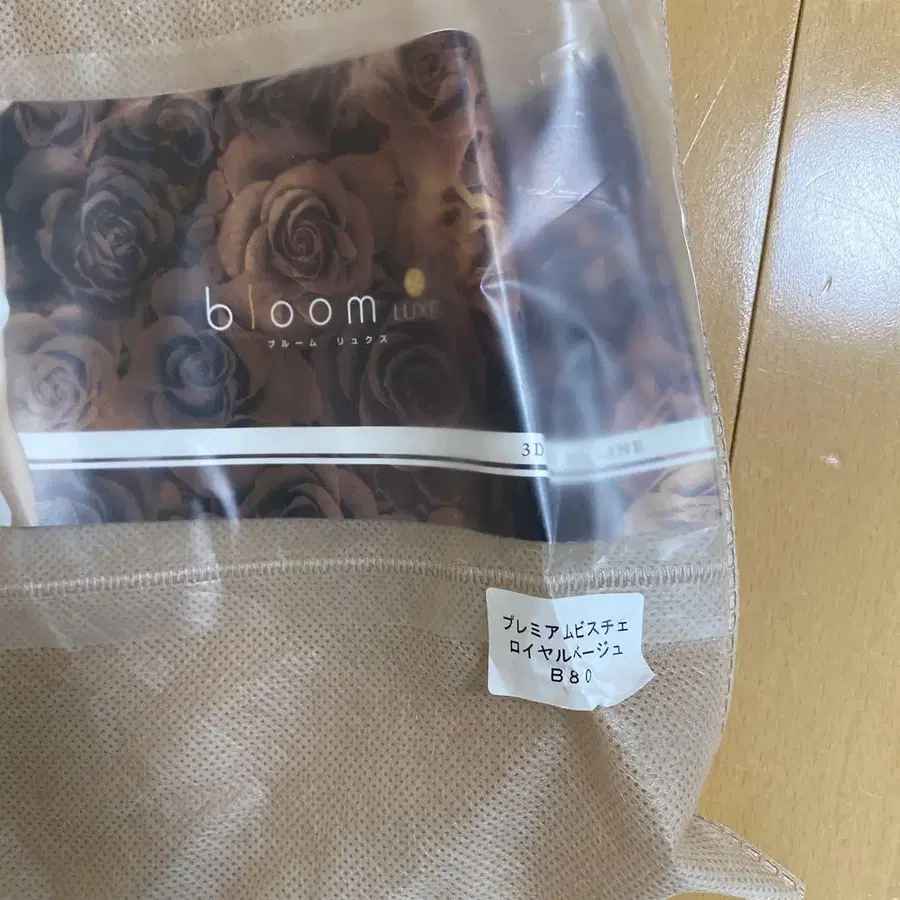 bloom LUXE
ブルーム リュクス
3D LINE
プレミアムビスチェ
ロイヤルベージュ
B80